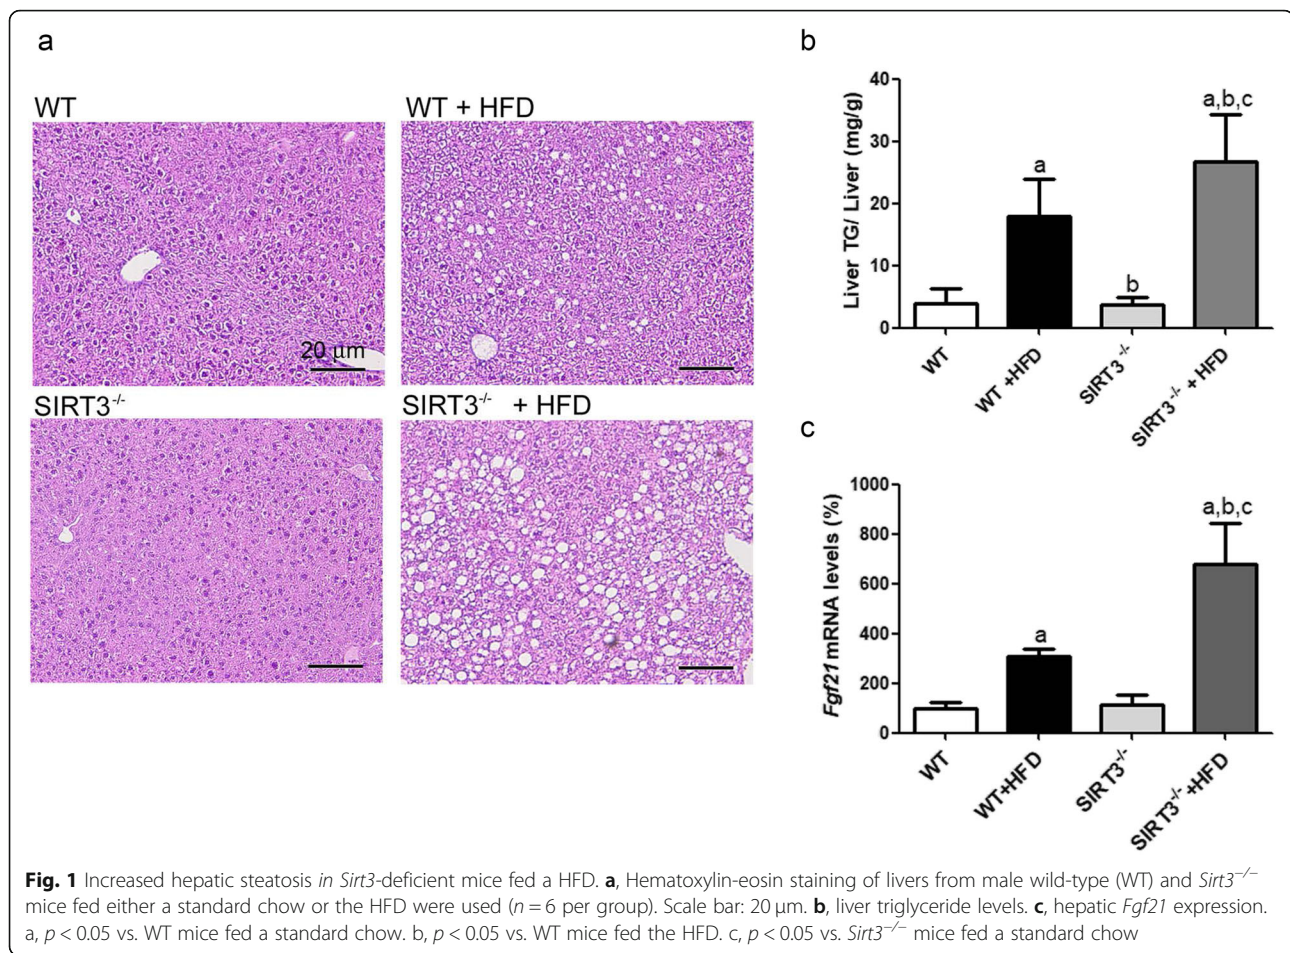 a
WT
WT + HFD
20 µm
SIRT3-/-
SIRT3-/- + HFD
b
Liver TG/ Liver (mg/g)
40
30
20
10
0
a
b
a,b,c
WT
WT +HFD
SIRT3-/-
SIRT3-/- + HFD
c
Fgf21 mRNA levels (%)
1000
800
600
400
200
0
a
a,b,c
WT
WT+HFD
SIRT3-/-
SIRT3-/- +HFD
Fig. 1 Increased hepatic steatosis in Sirt3-deficient mice fed a HFD. a, Hematoxylin-eosin staining of livers from male wild-type (WT) and Sirt3−/−
mice fed either a standard chow or the HFD were used (n = 6 per group). Scale bar: 20 µm. b, liver triglyceride levels. c, hepatic Fgf21 expression.
a, p < 0.05 vs. WT mice fed a standard chow. b, p < 0.05 vs. WT mice fed the HFD. c, p < 0.05 vs. Sirt3−/− mice fed a standard chow